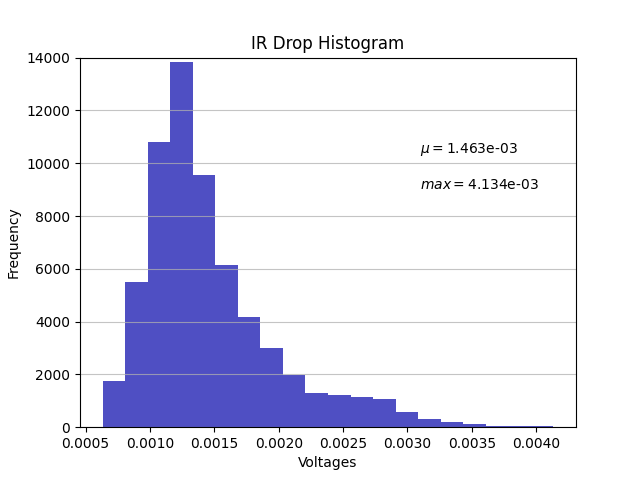 IR Drop Histogram
14000
12000
10000
8000
6000
4000
2000
0
Frequency
μ = 1.463e-03
max = 4.134e-03
0.0005 0.0010 0.0015 0.0020 0.0025 0.0030 0.0035 0.0040
Voltages